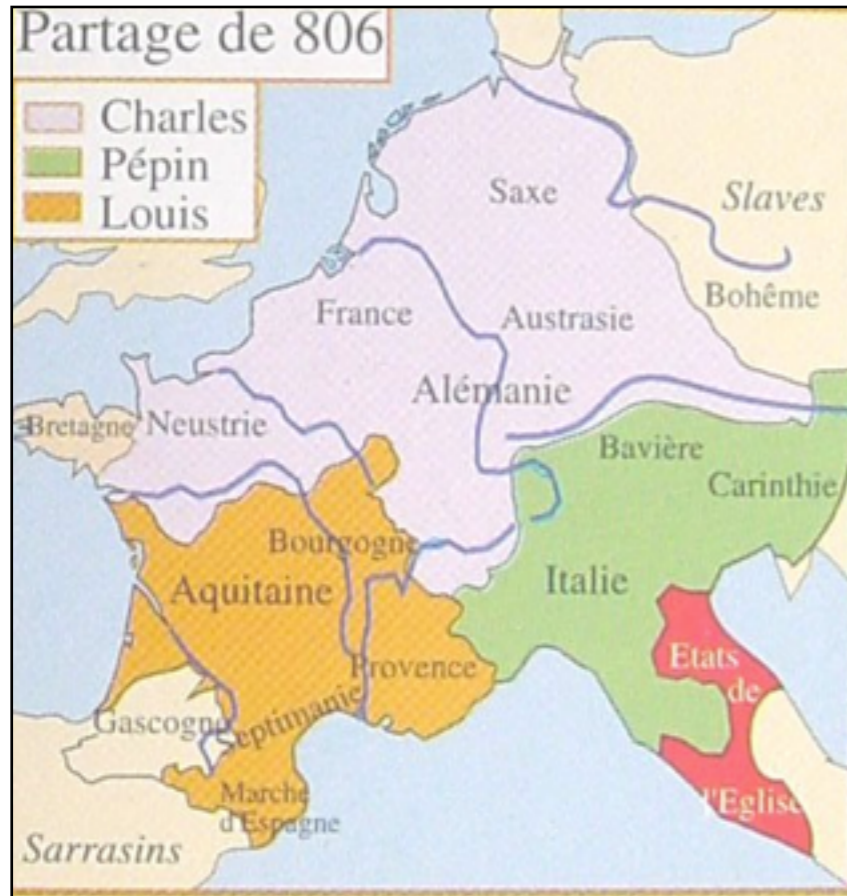 Partage de 806
Charles
Pépin
Louis
Saxe
Slaves
Bohême
France
Austrasie
Alémanie
Bretagne
Neustrie
Bavière
Carinthie
Bourgogne
Aquitaine
Italie
Provence
Etats
de
l'Eglise
Gascogne
Septimanie
Marche
d'Espagne
Sarrasins